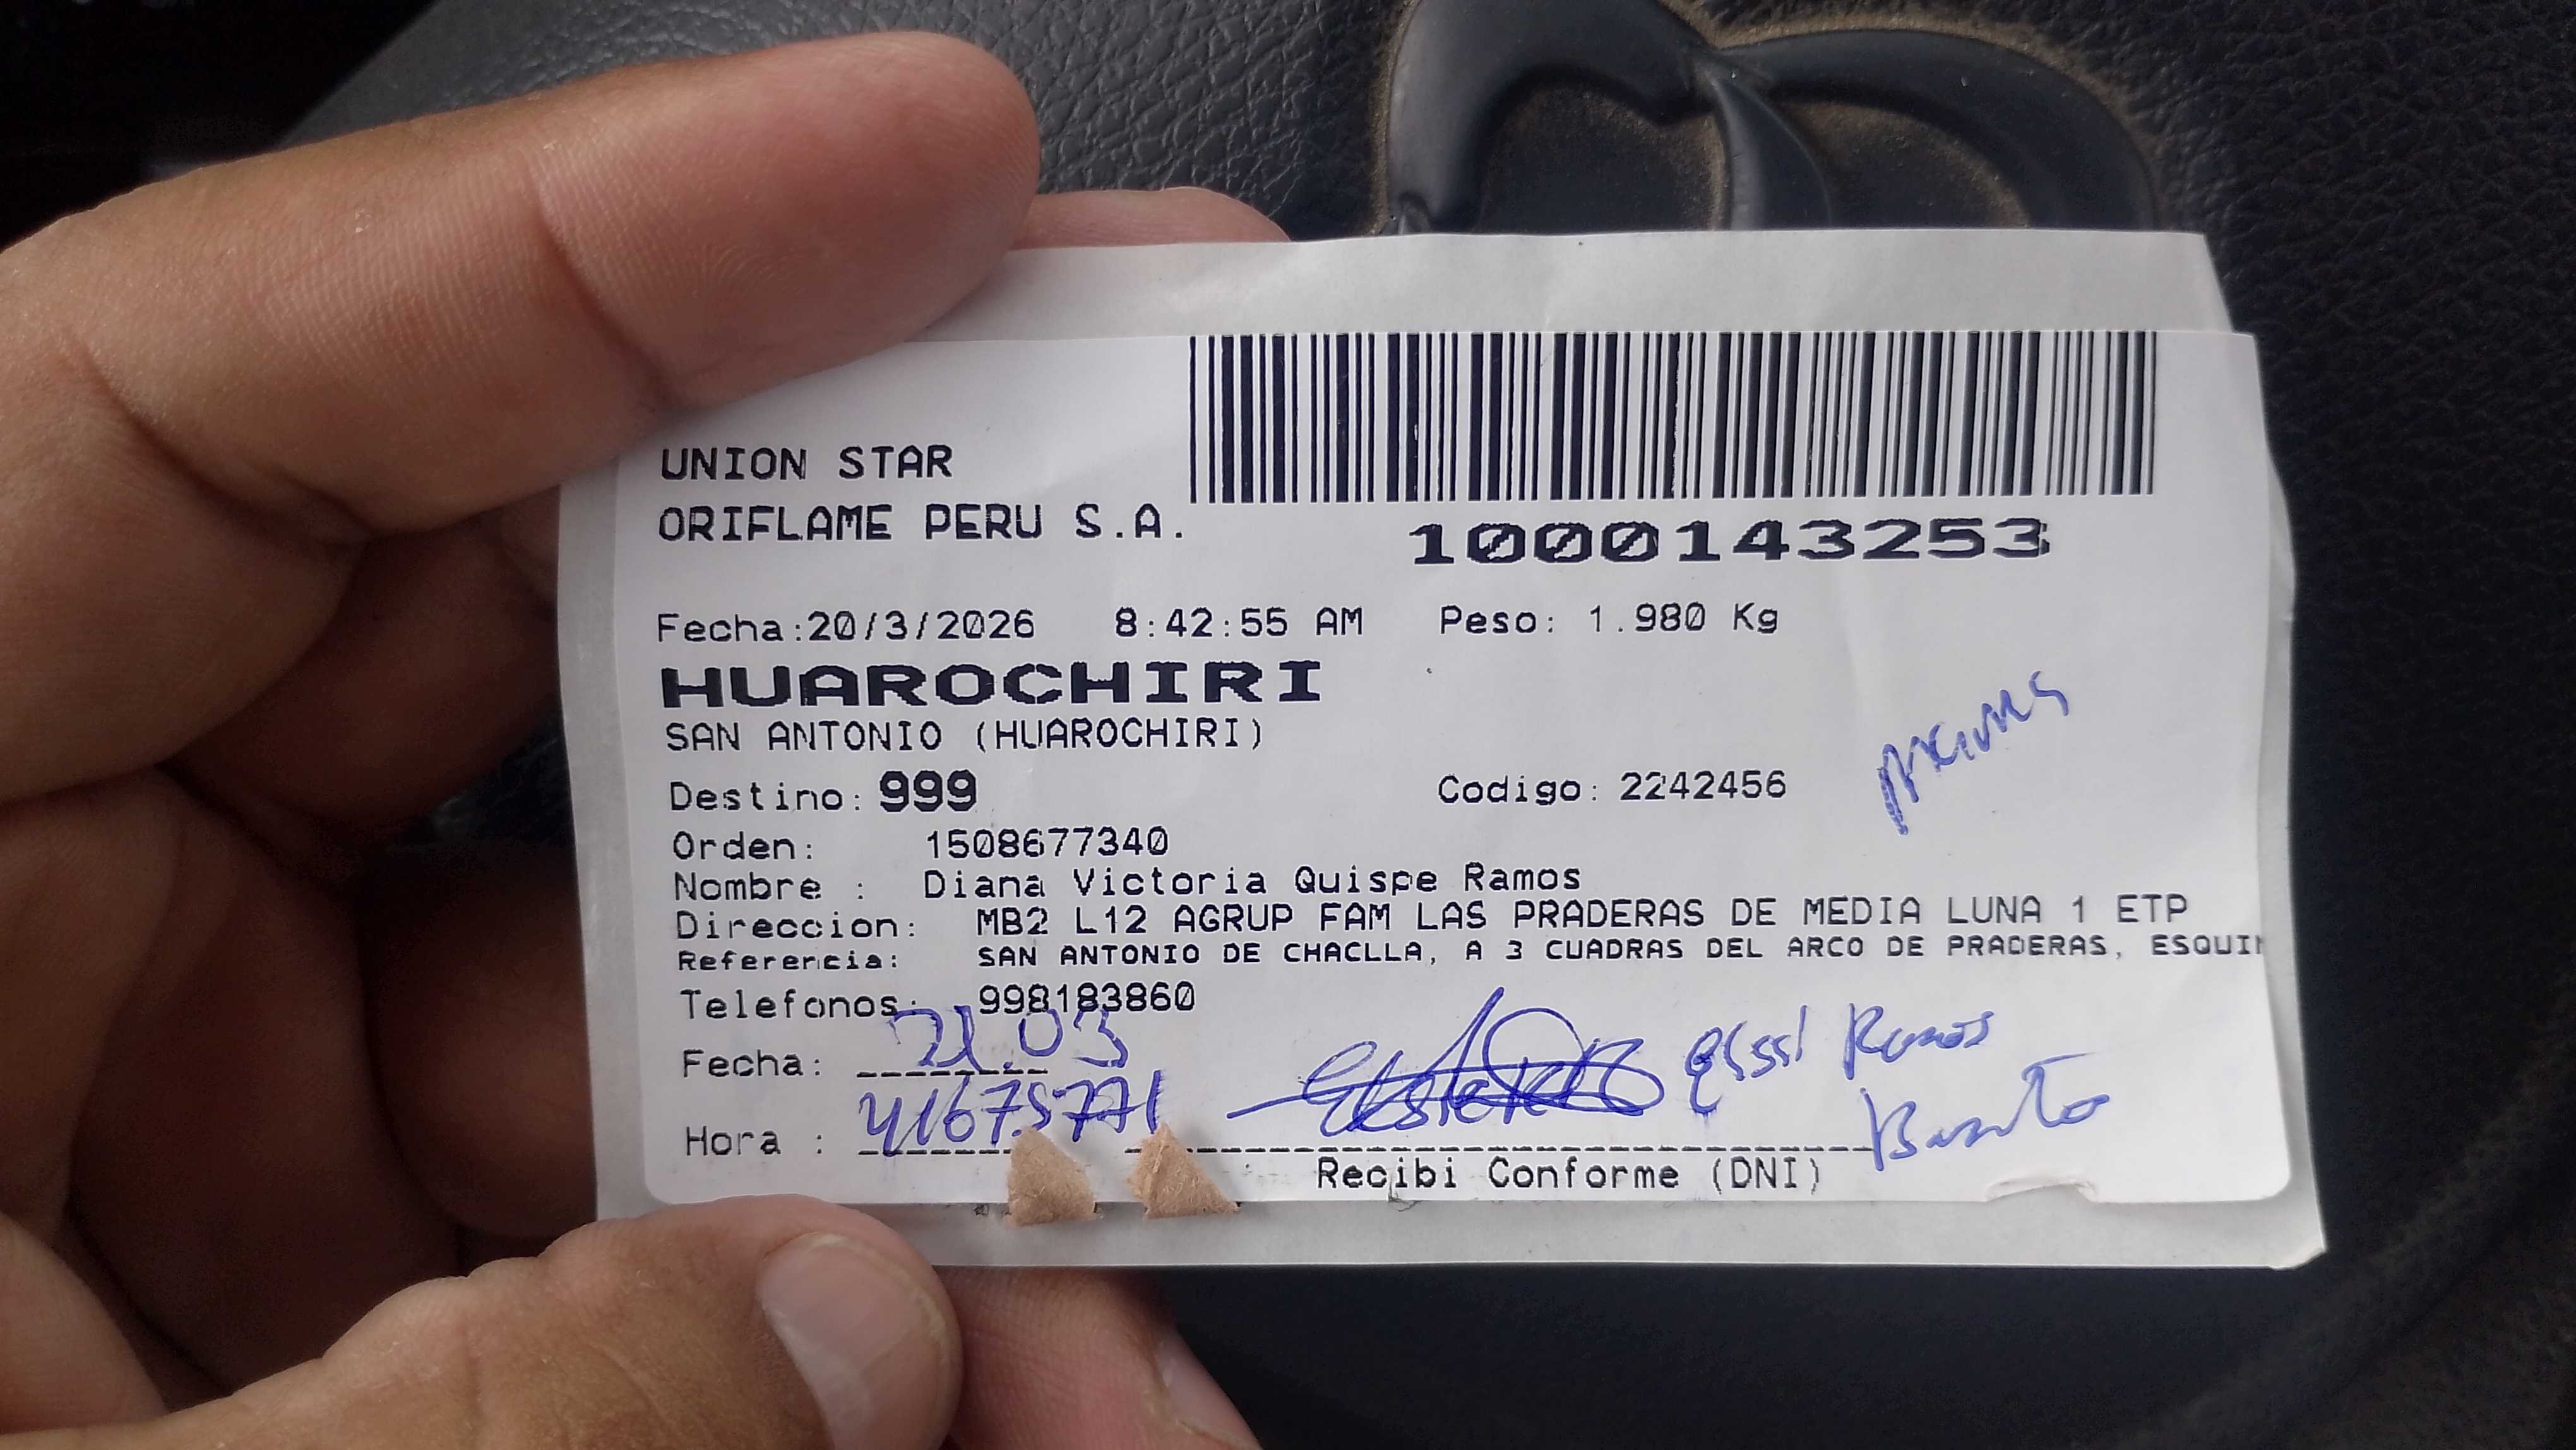 UNION STAR
ORIFLAME PERU S.A.
1000143253
Fecha:20/3/2026 8:42:55 AM Peso: 1.980 Kg
HUAROCHIRI
SAN ANTONIO (HUAROCHIRI)
Destino: 999 Codigo: 2242456
Orden: 1508677340
Nombre : Diana Victoria Quispe Ramos
Direccion: MB2 L12 AGRUP FAM LAS PRADERAS DE MEDIA LUNA 1 ETP
Referencia: SAN ANTONIO DE CHACLLA, A 3 CUADRAS DEL ARCO DE PRADERAS, ESQUIN
Telefonos: 998183860
Fecha: 21.03
Ramos
Hora : 41675771
Recibi Conforme (DNI)